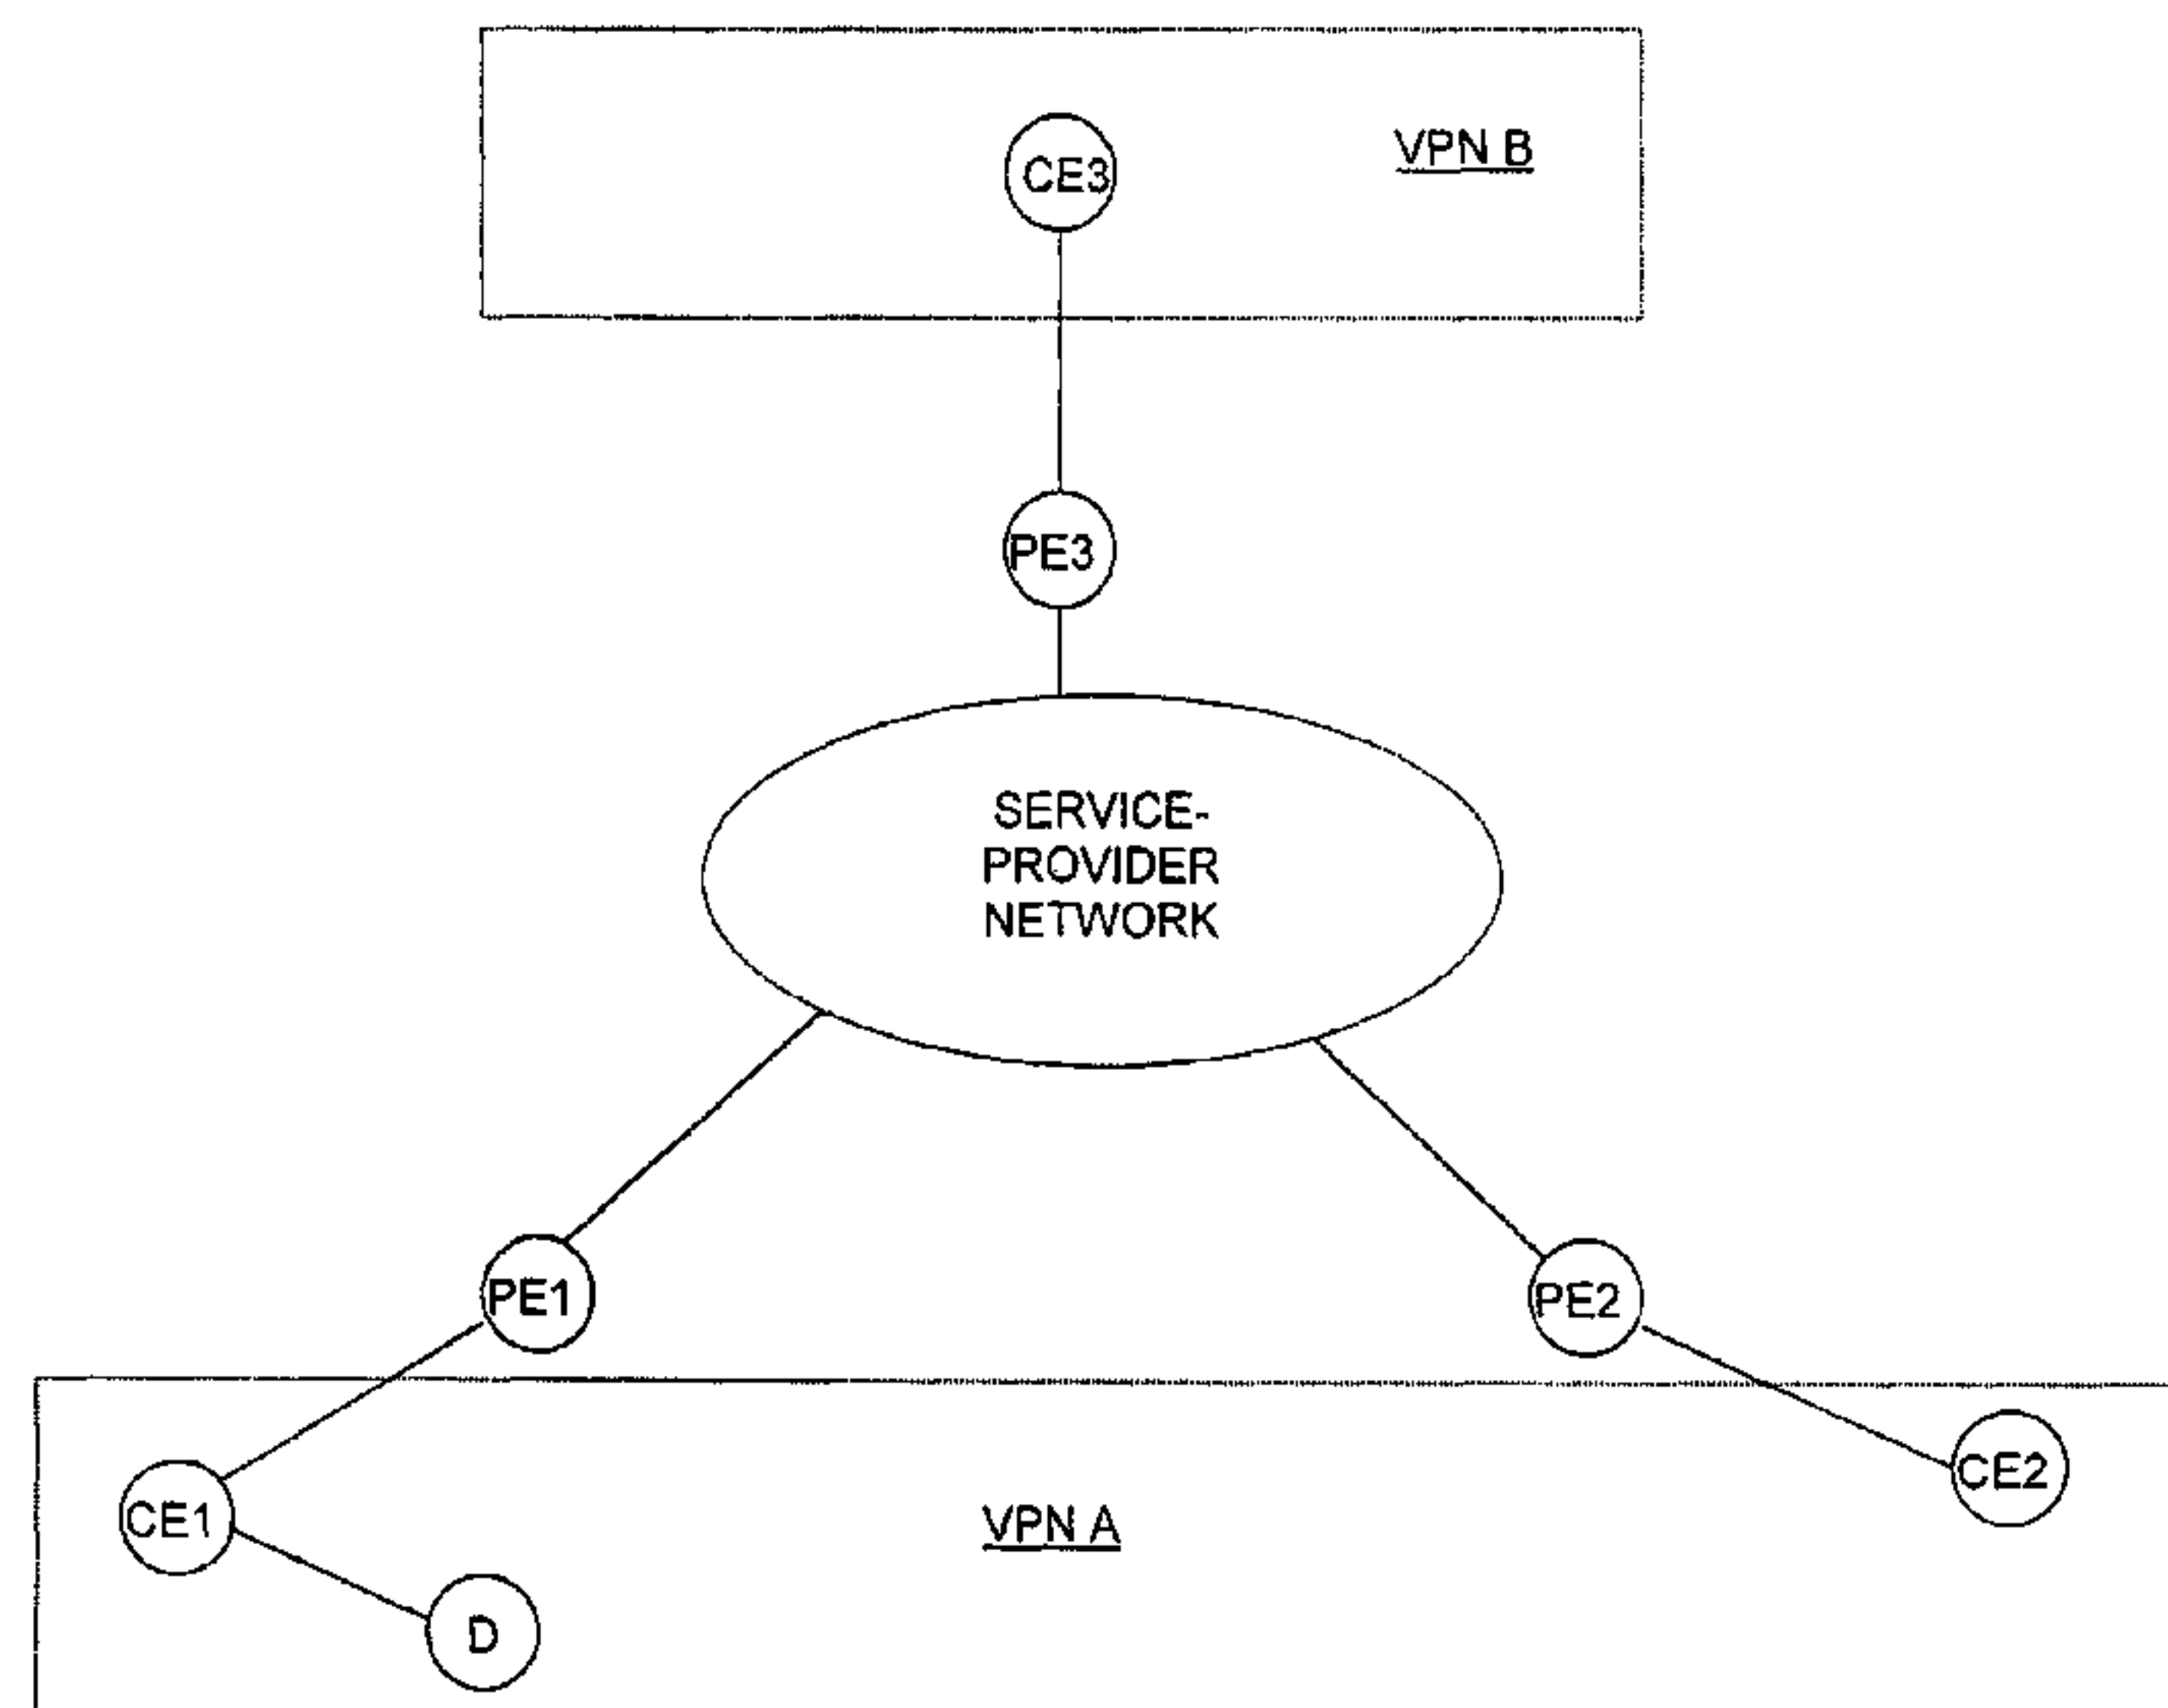 CE3
VPN B
PE3
SERVICE-
PROVIDER
NETWORK
PE1
PE2
CE1
VPN A
CE2
D